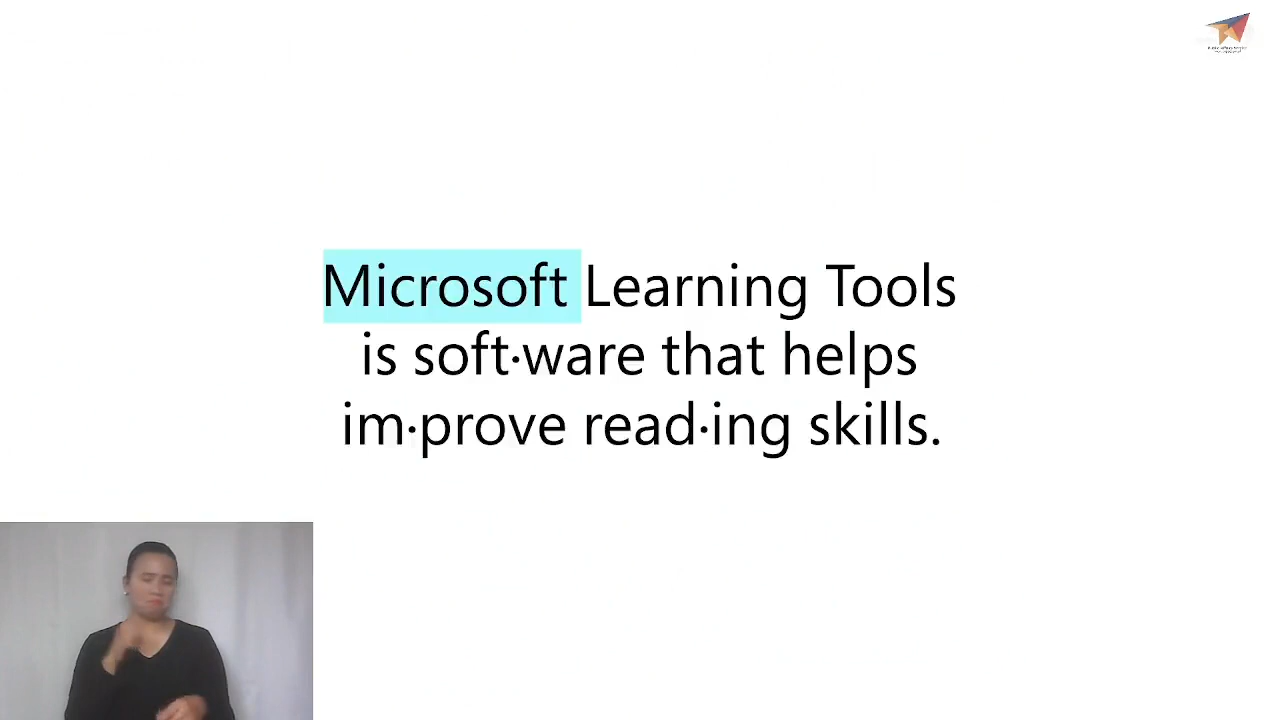 Microsoft Learning Tools
is soft·ware that helps
im·prove read·ing skills.